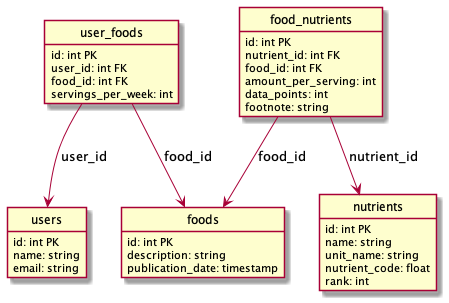 user_foods
id: int PK
user_id: int FK
food_id: int FK
servings_per_week: int
food_nutrients
id: int PK
nutrient_id: int FK
food_id: int FK
amount_per_serving: int
data_points: int
footnote: string
user_id
food_id
food_id
nutrient_id
users
id: int PK
name: string
email: string
foods
id: int PK
description: string
publication_date: timestamp
nutrients
id: int PK
name: string
unit_name: string
nutrient_code: float
rank: int